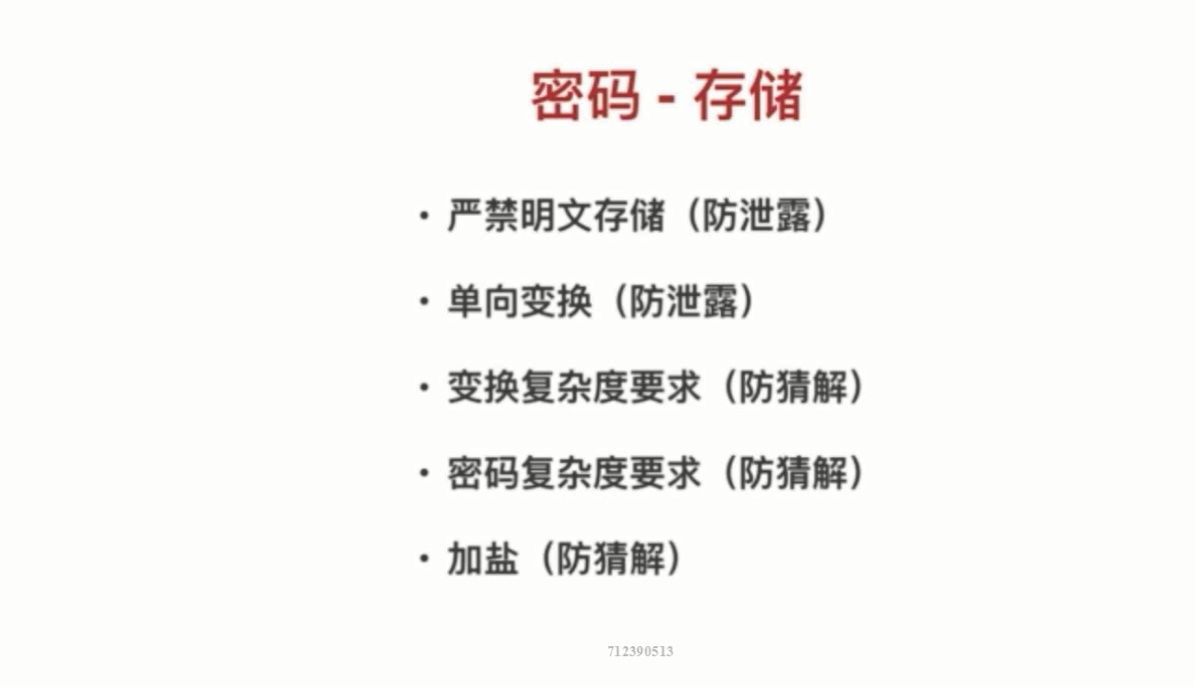 密码 - 存储
• 严禁明文存储（防泄露）
• 单向变换（防泄露）
• 变换复杂度要求（防猜解）
• 密码复杂度要求（防猜解）
• 加盐（防猜解）
712390513